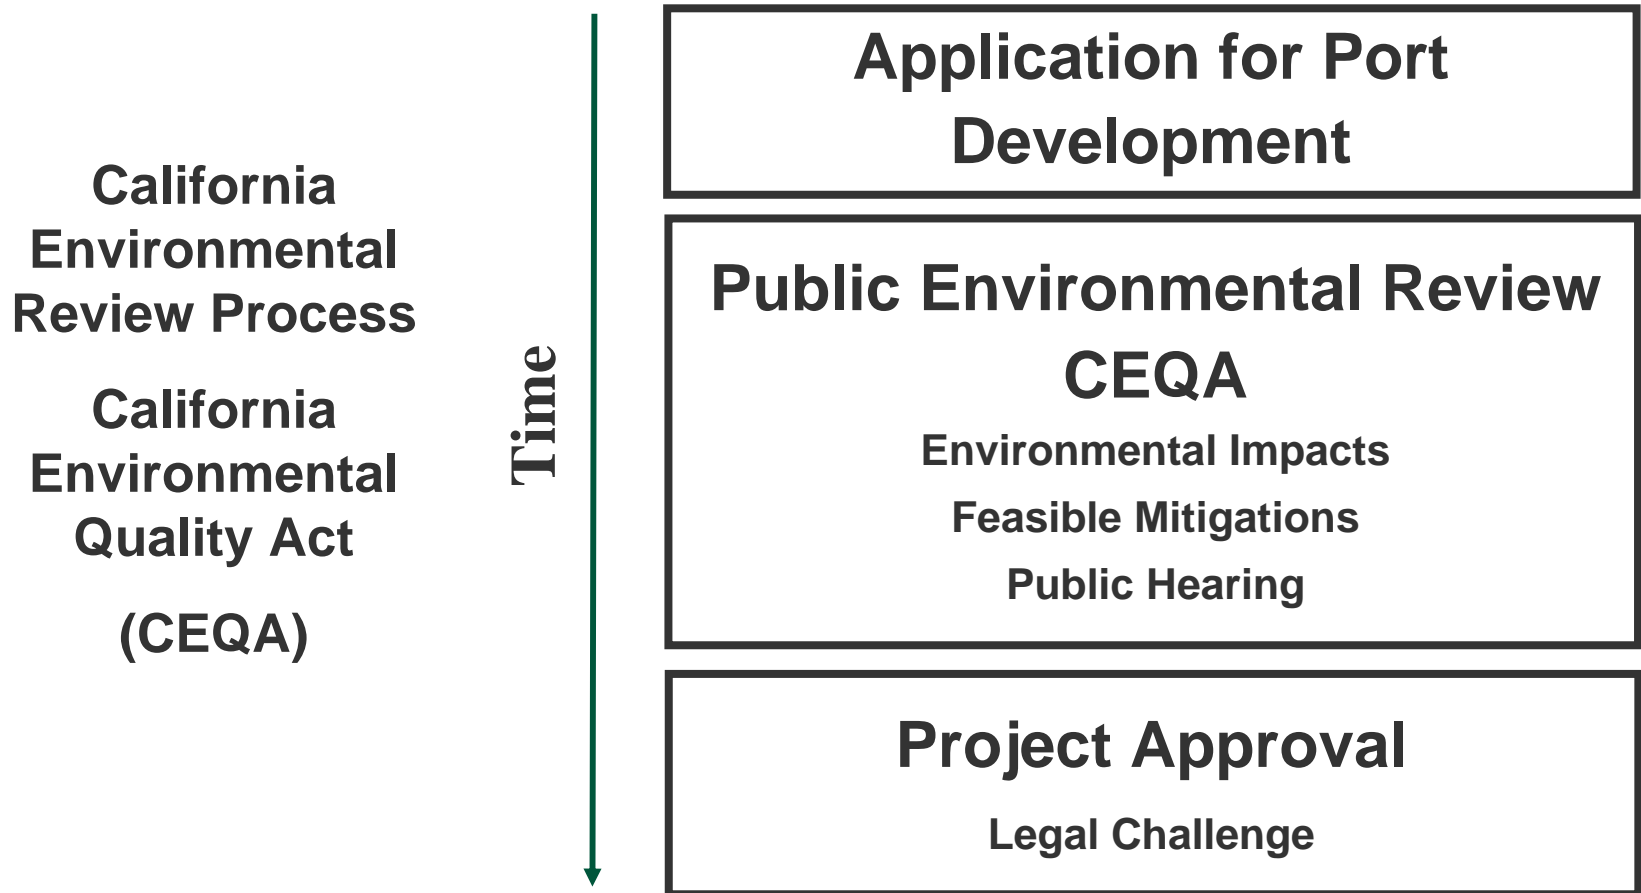 California
Environmental
Review Process
California
Environmental
Quality Act
(CEQA)
Time
Application for Port
Development
Public Environmental Review
CEQA
Environmental Impacts
Feasible Mitigations
Public Hearing
Project Approval
Legal Challenge